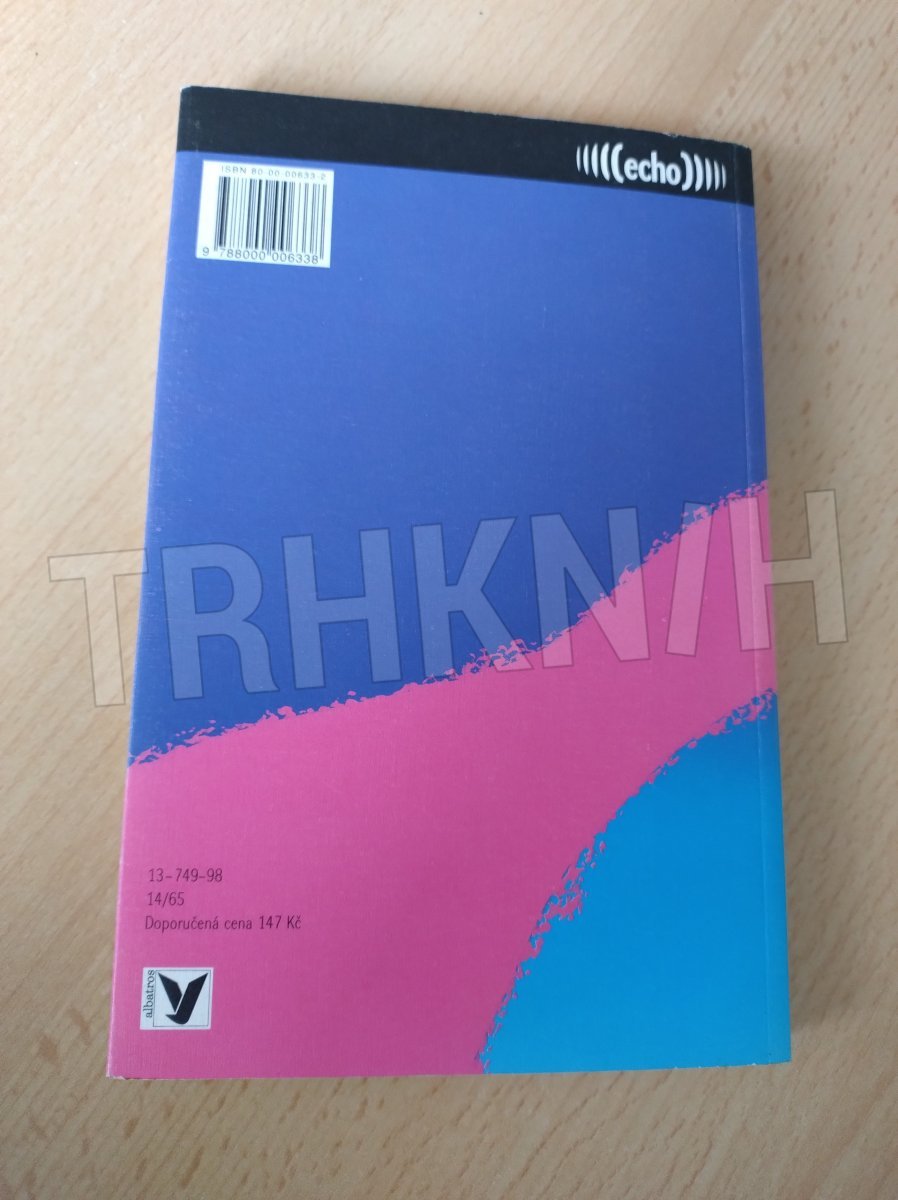 (((((echo)))))
ISBN 80-00-00633-2
9 788000 006338
TRHKNIH
13-749-98
14/65
Doporučená cena 147 Kč
albatros